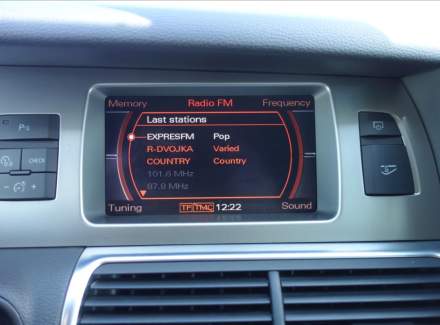 Memory Radio FM Frequency
Last stations
EXPRESFM Pop
R-DVOJKA Varied
COUNTRY Country
101.6 MHz
97.9 MHz
Tuning TP TMC 12:22 Sound
P
CHECK